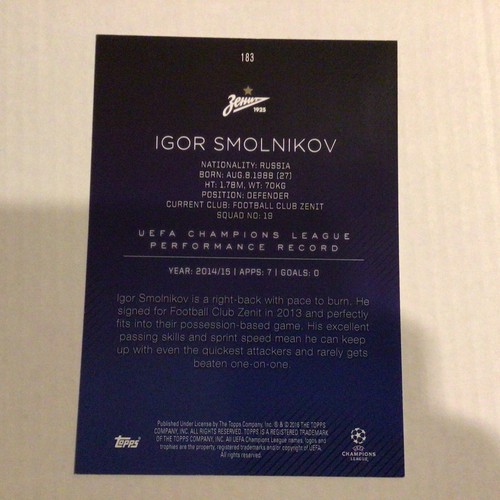 183
Зенит
1925
IGOR SMOLNIKOV
NATIONALITY: RUSSIA
BORN: AUG.8.1988 (27)
HT: 1.78M, WT: 70KG
POSITION: DEFENDER
CURRENT CLUB: FOOTBALL CLUB ZENIT
SQUAD NO: 19
UEFA CHAMPIONS LEAGUE
PERFORMANCE RECORD
YEAR: 2014/15 | APPS: 7 | GOALS: 0
Igor Smolnikov is a right-back with pace to burn. He
signed for Football Club Zenit in 2013 and perfectly
fits into their possession-based game. His excellent
passing skills and sprint speed mean he can keep
up with even the quickest attackers and rarely gets
beaten one-on-one.
Published Under License by The Topps Company, Inc. ® & © 2016 THE TOPPS
COMPANY, INC. ALL RIGHTS RESERVED. TOPPS IS A REGISTERED TRADEMARK
OF THE TOPPS COMPANY, INC. All UEFA Champions League names, logos and
trophies are the property, registered trademarks and/or copyright of UEFA.
All rights reserved.
topps
UEFA
CHAMPIONS
LEAGUE